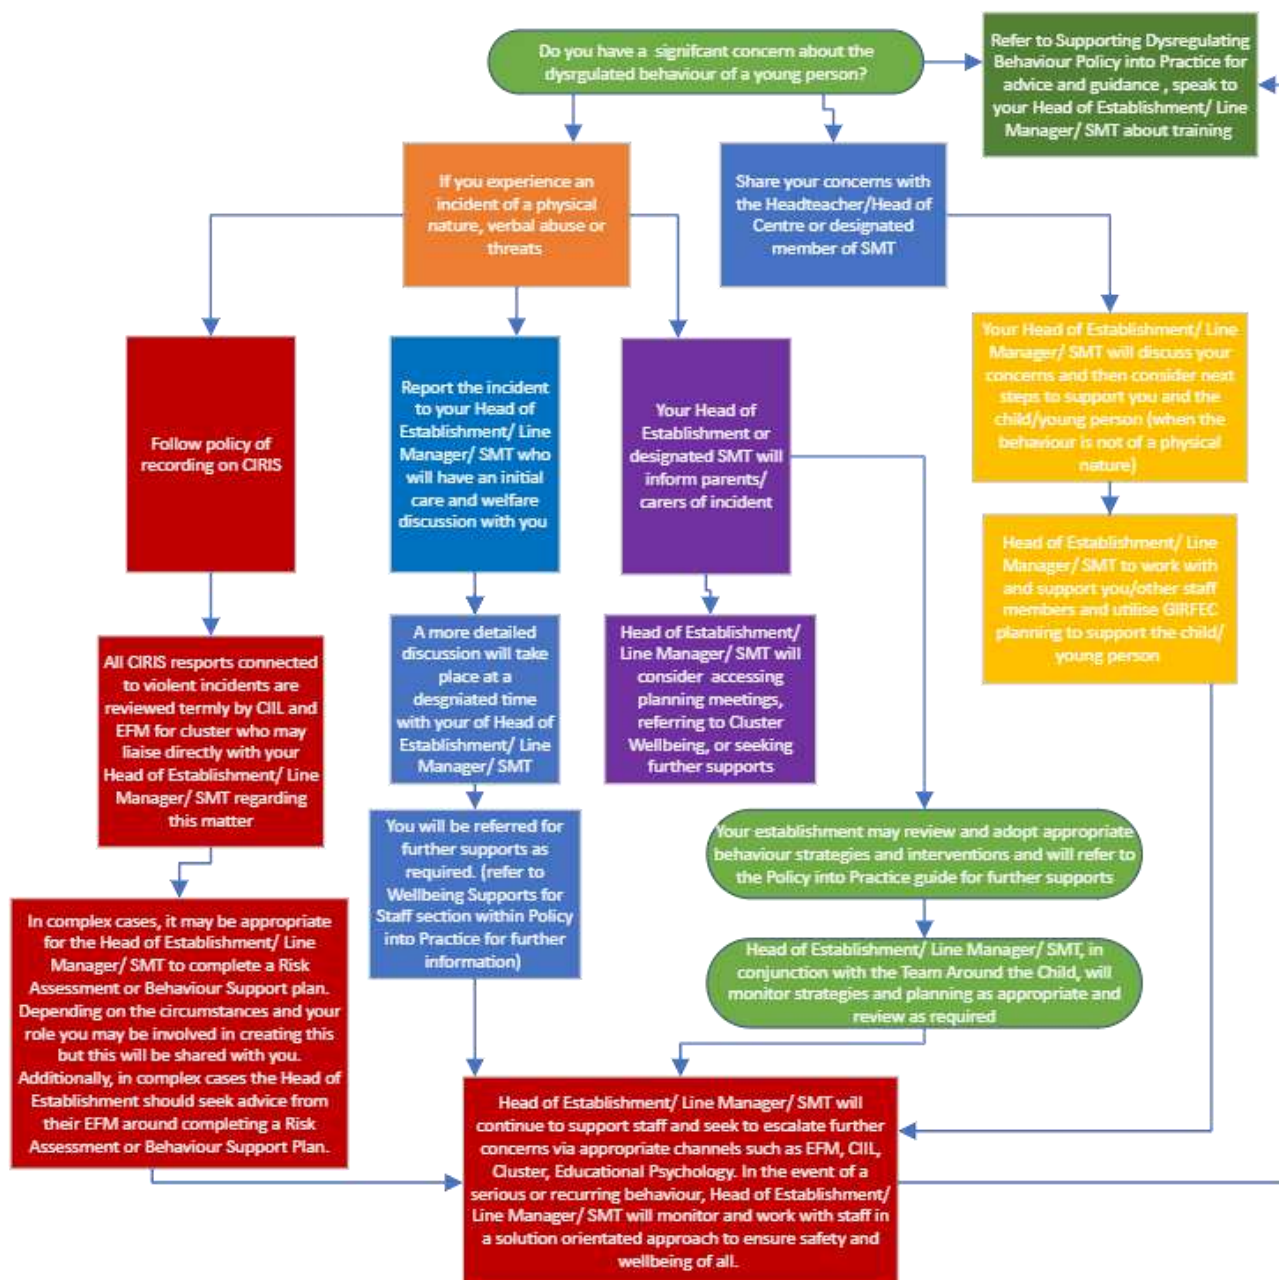 Do you have a  signifcant concern about the
dysrgulated behaviour of a young person?
Refer to Supporting Dysregulating
Behaviour Policy into Practice for
advice and guidance , speak to
your Head of Establishment/ Line
Manager/ SMT about training
If you experience an
incident of a physical
nature, verbal abuse or
threats
Share your concerns with
the Headteacher/Head of
Centre or designated
member of SMT
Follow policy of
recording on CIRIS
Report the incident
to your Head of
Establishment/ Line
Manager/ SMT who
will have an initial
care and welfare
discussion with you
Your Head of
Establishment or
designated SMT will
inform parents/
carers of incident
Your Head of Establishment/ Line
Manager/ SMT will discuss your
concerns and then consider next
steps to support you and the
child/young person (when the
behaviour is not of a physical
nature)
Head of Establishment/ Line
Manager/ SMT to work with
and support you/other staff
members and utilise GIRFEC
planning to support the child/
young person
All CIRIS resports connected
to violent incidents are
reviewed termly by CIIL and
EFM for cluster who may
liaise directly with your
Head of Establishment/ Line
Manager/ SMT regarding
this matter
A more detailed
discussion will take
place at a
desgniated time
with your of Head of
Establishment/ Line
Manager/ SMT
Head of Establishment/
Line Manager/ SMT will
consider  accessing
planning meetings,
referring to Cluster
Wellbeing, or seeking
further supports
You will be referred for
further supports as
required. (refer to
Wellbeing Supports for
Staff section within Policy
into Practice for further
information)
Your establishment may review and adopt appropriate
behaviour strategies and interventions and will refer to
the Policy into Practice guide for further supports
Head of Establishment/ Line Manager/ SMT, in
conjunction with the Team Around the Child, will
monitor strategies and planning as appropriate and
review as required
In complex cases, it may be appropriate
for the Head of Establishment/ Line
Manager/ SMT to complete a Risk
Assessment or Behaviour Support plan.
Depending on the circumstances and your
role you may be involved in creating this
but this will be shared with you.
Additionally, in complex cases the Head of
Establishment should seek advice from
their EFM around completing a Risk
Assessment or Behaviour Support Plan.
Head of Establishment/ Line Manager/ SMT will
continue to support staff and seek to escalate further
concerns via appropriate channels such as EFM, CIIL,
Cluster, Educational Psychology. In the event of a
serious or recurring behaviour, Head of Establishment/
Line Manager/ SMT will monitor and work with staff in
a solution orientated approach to ensure safety and
wellbeing of all.